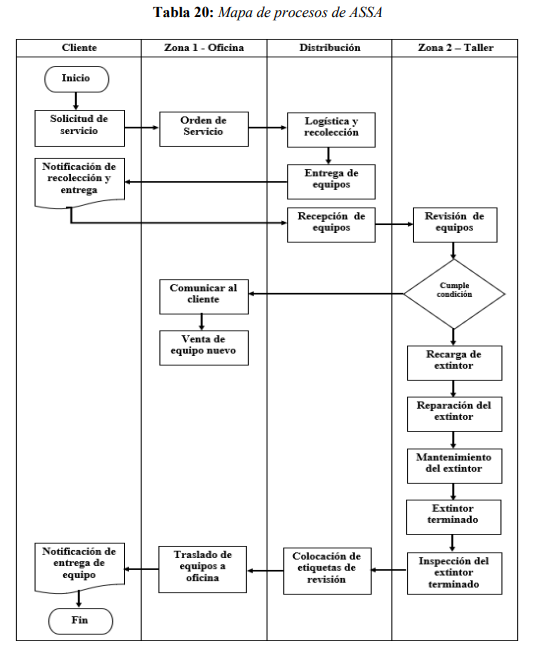 Tabla 20: Mapa de procesos de ASSA
Cliente
Zona 1 - Oficina
Distribución
Zona 2 – Taller
Inicio
Solicitud de
servicio
Orden de
Servicio
Logística y
recolección
Notificación de
recolección y
entrega
Entrega de
equipos
Recepción de
equipos
Revisión de
equipos
Cumple
condición
Comunicar al
cliente
Venta de
equipo nuevo
Recarga de
extintor
Reparación del
extintor
Mantenimiento
del extintor
Extintor
terminado
Inspección del
extintor
terminado
Colocación de
etiquetas de
revisión
Traslado de
equipos a
oficina
Notificación de
entrega de
equipo
Fin